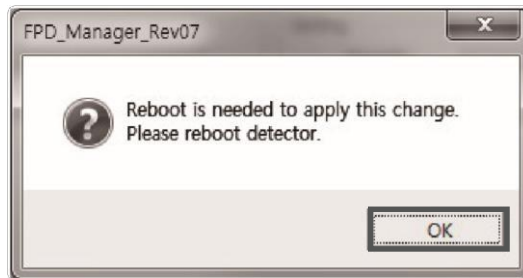 FPD_Manager_Rev07
Reboot is needed to apply this change.
Please reboot detector.
OK